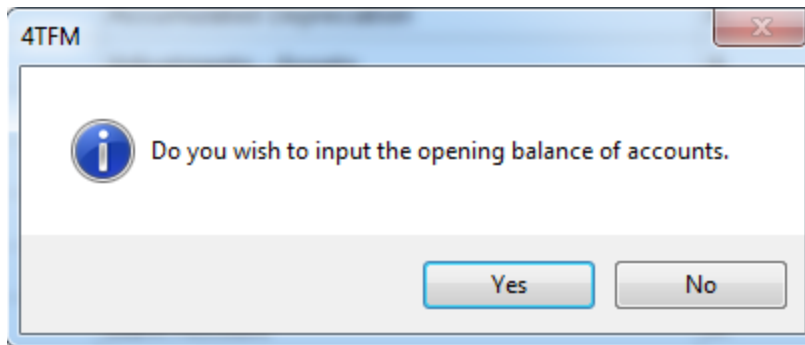 4TFM
Do you wish to input the opening balance of accounts.
Yes
No